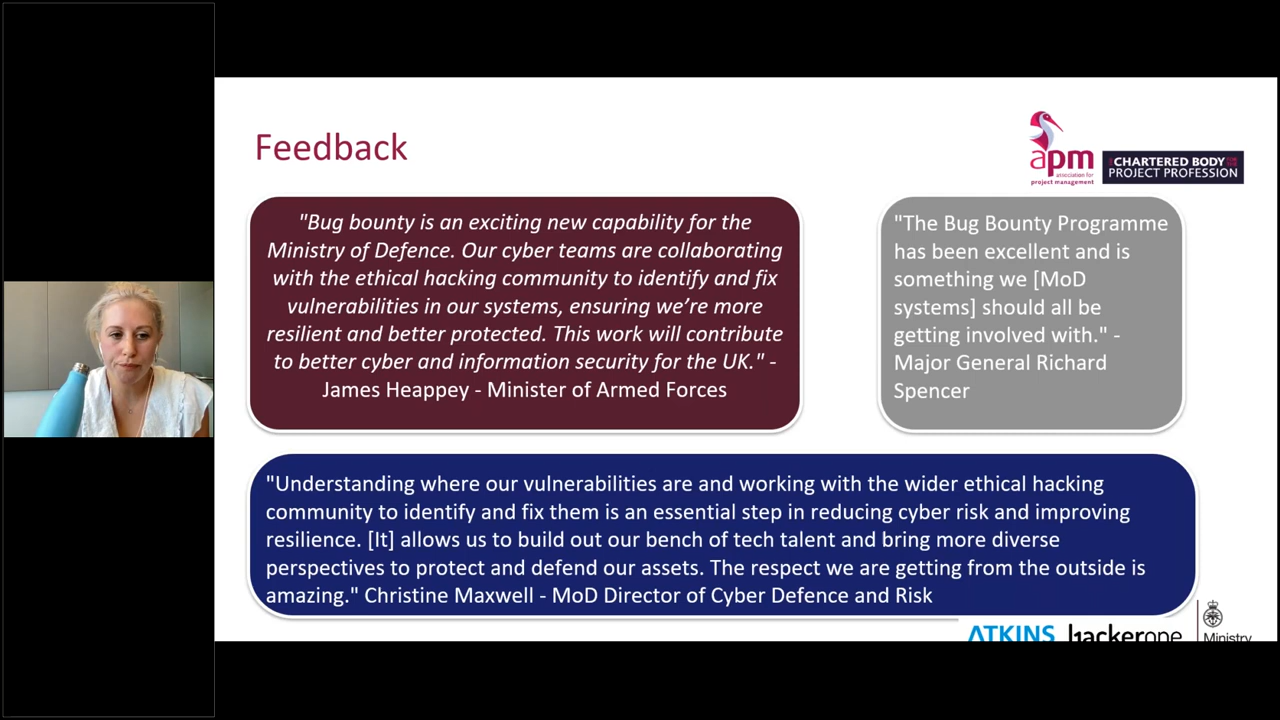 Feedback
apm
association for
project management
CHARTERED BODY FOR THE
PROJECT PROFESSION
"Bug bounty is an exciting new capability for the
Ministry of Defence. Our cyber teams are collaborating
with the ethical hacking community to identify and fix
vulnerabilities in our systems, ensuring we’re more
resilient and better protected. This work will contribute
to better cyber and information security for the UK." -
James Heappey - Minister of Armed Forces
"The Bug Bounty Programme
has been excellent and is
something we [MoD
systems] should all be
getting involved with." -
Major General Richard
Spencer
"Understanding where our vulnerabilities are and working with the wider ethical hacking
community to identify and fix them is an essential step in reducing cyber risk and improving
resilience. [It] allows us to build out our bench of tech talent and bring more diverse
perspectives to protect and defend our assets. The respect we are getting from the outside is
amazing." Christine Maxwell - MoD Director of Cyber Defence and Risk
ATKINS
hackerone
Ministry